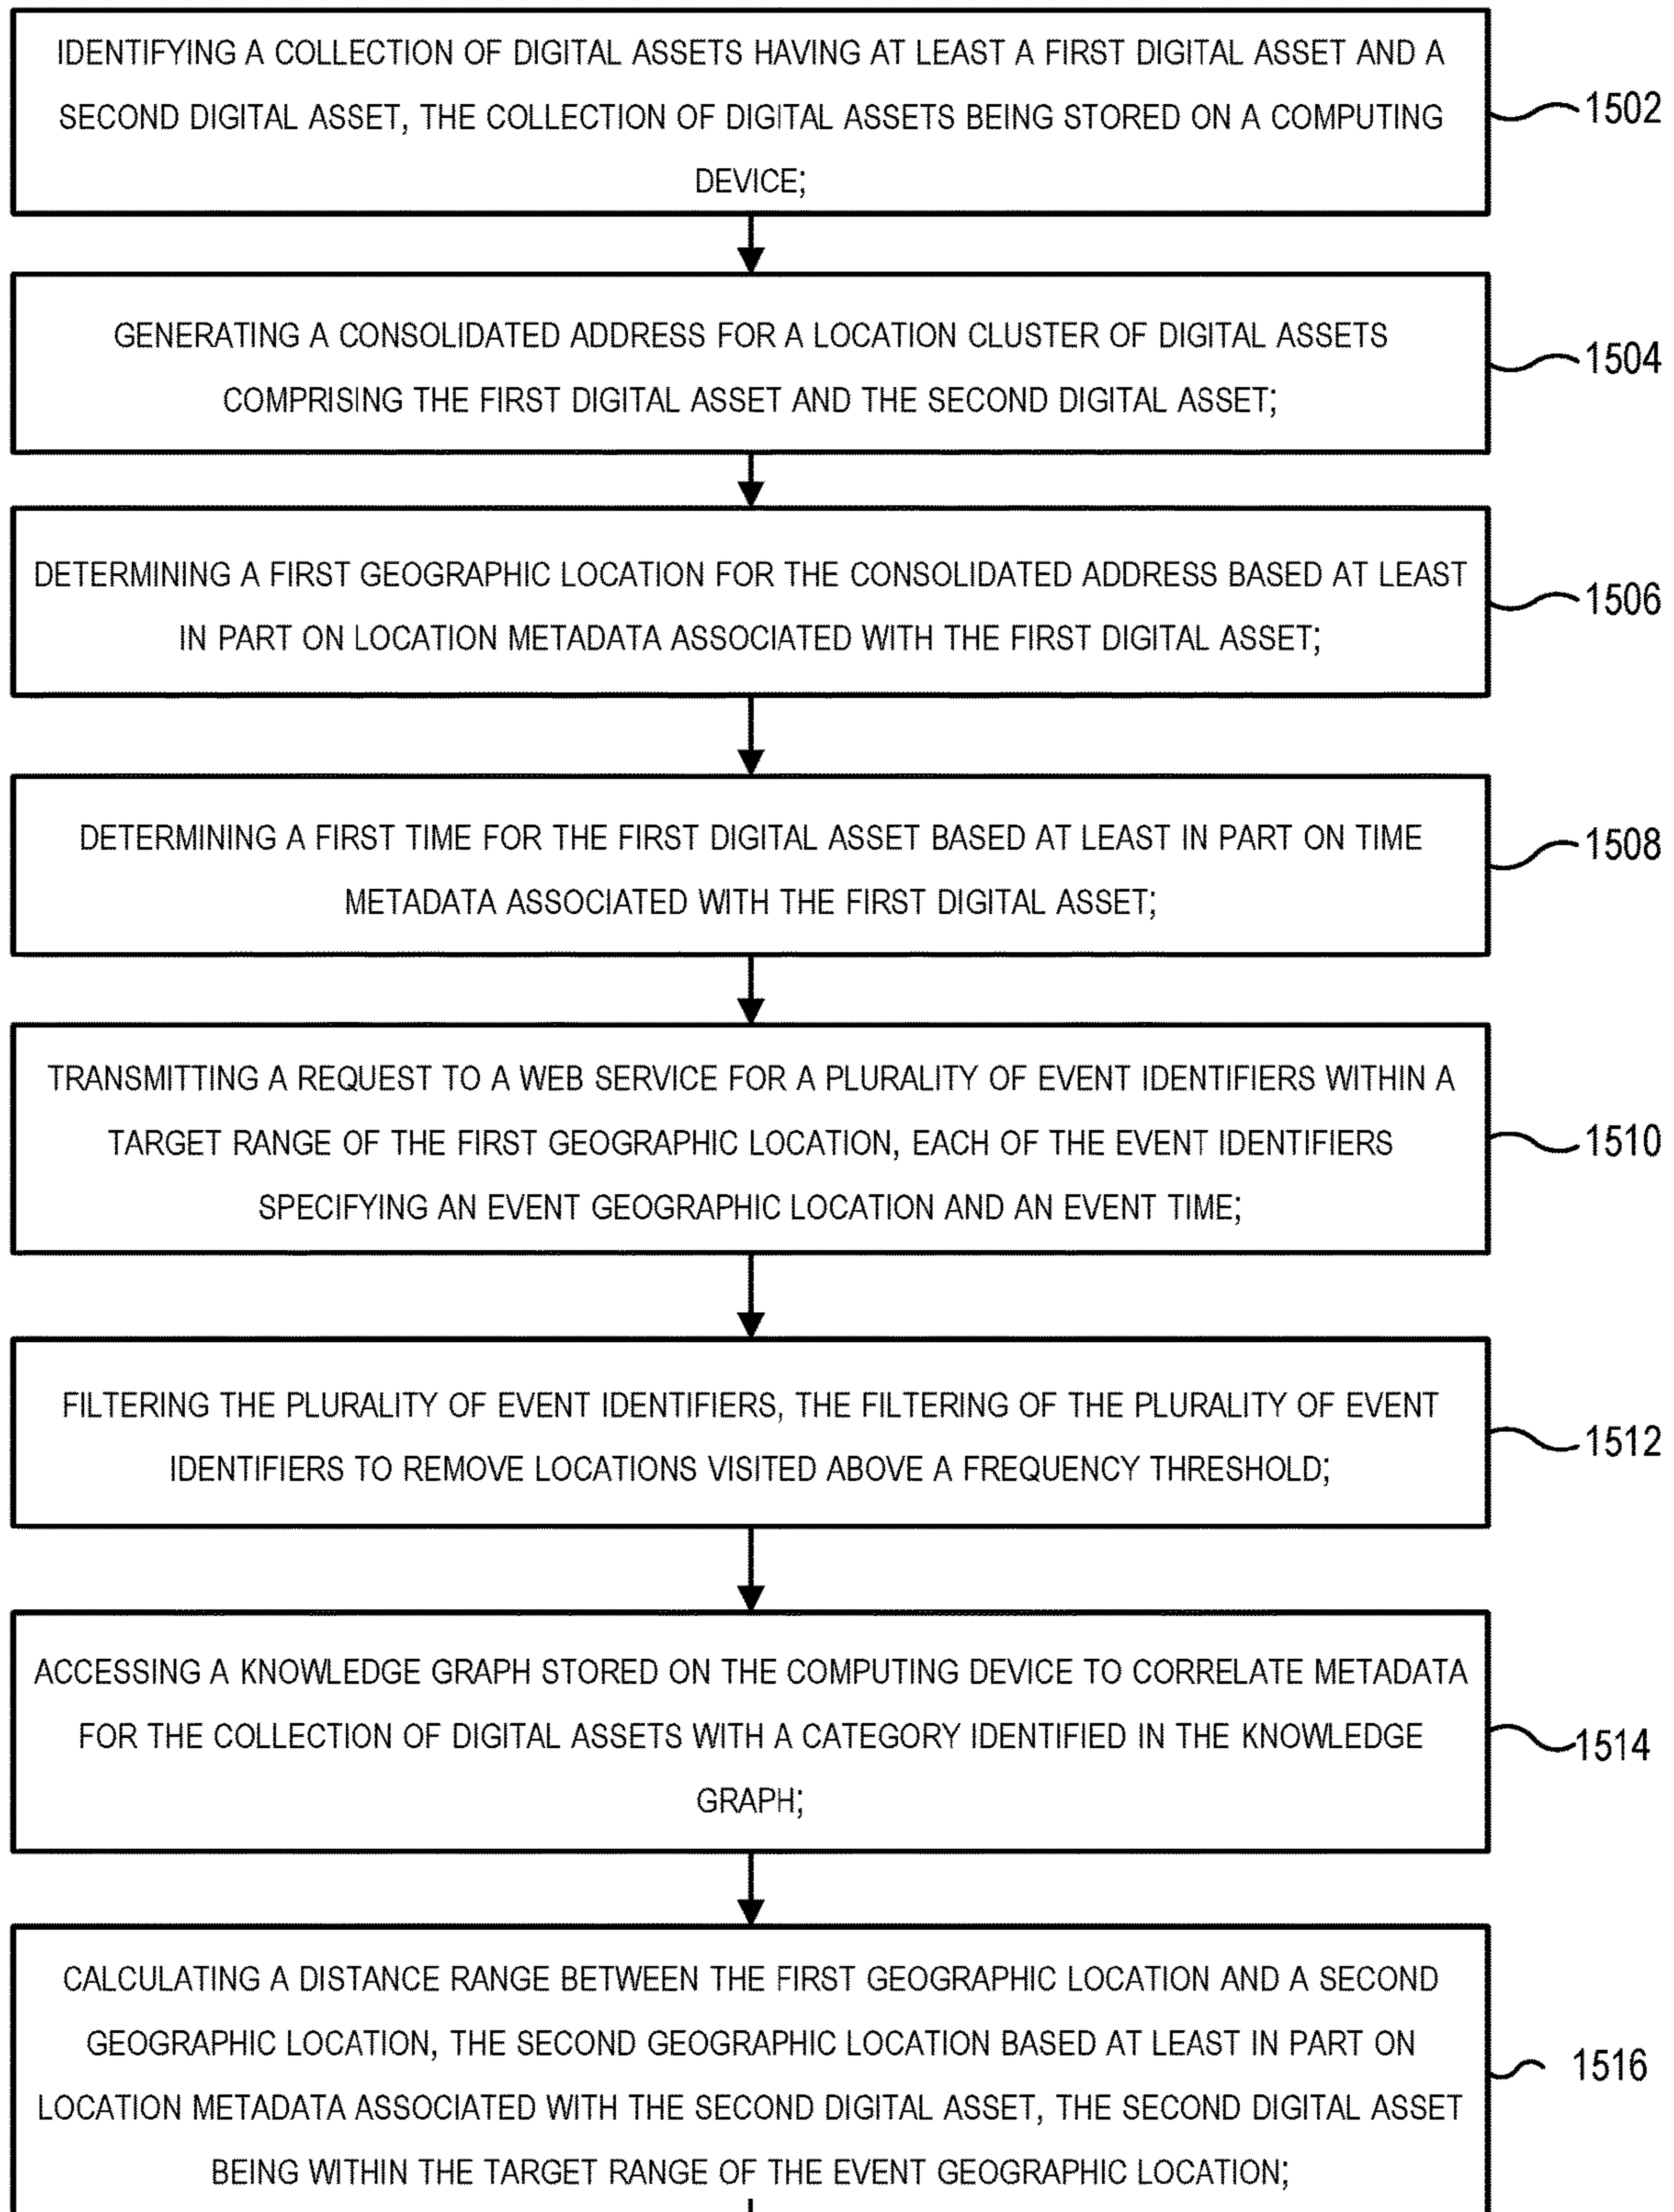 IDENTIFYING A COLLECTION OF DIGITAL ASSETS HAVING AT LEAST A FIRST DIGITAL ASSET AND A
SECOND DIGITAL ASSET, THE COLLECTION OF DIGITAL ASSETS BEING STORED ON A COMPUTING
DEVICE;
1502
GENERATING A CONSOLIDATED ADDRESS FOR A LOCATION CLUSTER OF DIGITAL ASSETS
COMPRISING THE FIRST DIGITAL ASSET AND THE SECOND DIGITAL ASSET;
1504
DETERMINING A FIRST GEOGRAPHIC LOCATION FOR THE CONSOLIDATED ADDRESS BASED AT LEAST
IN PART ON LOCATION METADATA ASSOCIATED WITH THE FIRST DIGITAL ASSET;
1506
DETERMINING A FIRST TIME FOR THE FIRST DIGITAL ASSET BASED AT LEAST IN PART ON TIME
METADATA ASSOCIATED WITH THE FIRST DIGITAL ASSET;
1508
TRANSMITTING A REQUEST TO A WEB SERVICE FOR A PLURALITY OF EVENT IDENTIFIERS WITHIN A
TARGET RANGE OF THE FIRST GEOGRAPHIC LOCATION, EACH OF THE EVENT IDENTIFIERS
SPECIFYING AN EVENT GEOGRAPHIC LOCATION AND AN EVENT TIME;
1510
FILTERING THE PLURALITY OF EVENT IDENTIFIERS, THE FILTERING OF THE PLURALITY OF EVENT
IDENTIFIERS TO REMOVE LOCATIONS VISITED ABOVE A FREQUENCY THRESHOLD;
1512
ACCESSING A KNOWLEDGE GRAPH STORED ON THE COMPUTING DEVICE TO CORRELATE METADATA
FOR THE COLLECTION OF DIGITAL ASSETS WITH A CATEGORY IDENTIFIED IN THE KNOWLEDGE
GRAPH;
1514
CALCULATING A DISTANCE RANGE BETWEEN THE FIRST GEOGRAPHIC LOCATION AND A SECOND
GEOGRAPHIC LOCATION, THE SECOND GEOGRAPHIC LOCATION BASED AT LEAST IN PART ON
LOCATION METADATA ASSOCIATED WITH THE SECOND DIGITAL ASSET, THE SECOND DIGITAL ASSET
BEING WITHIN THE TARGET RANGE OF THE EVENT GEOGRAPHIC LOCATION;
1516